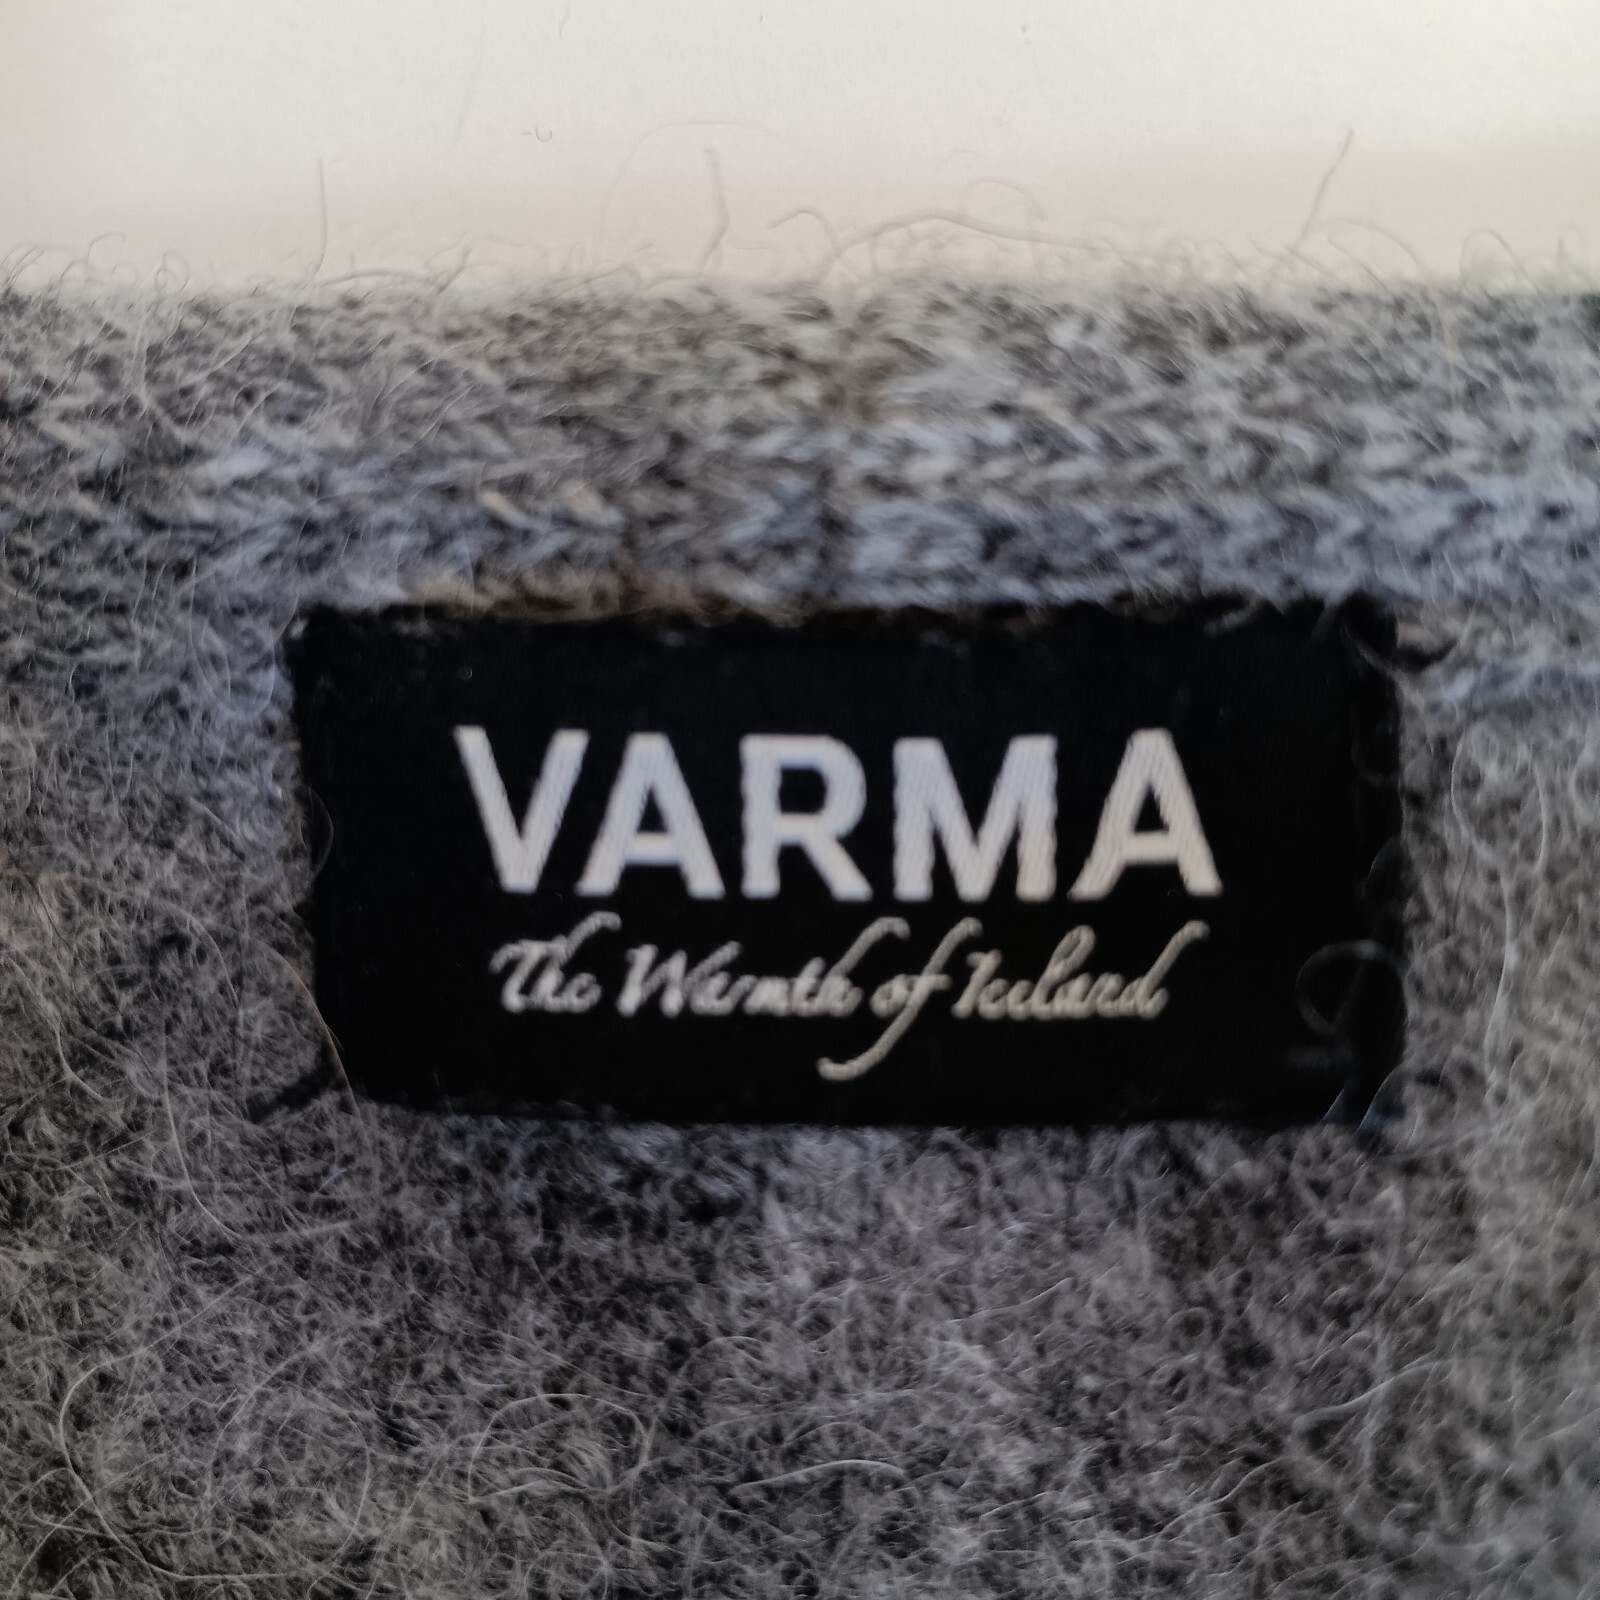 VARMA
The Warmth of Iceland